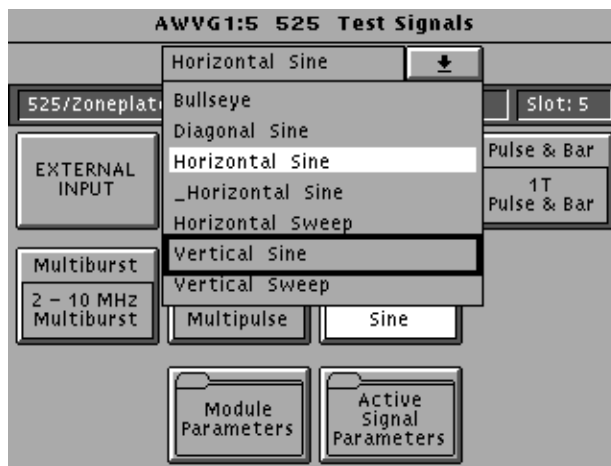 AWVG1:5 525 Test Signals
Horizontal Sine
525/Zoneplat
Slot: 5
Bullseye
Diagonal Sine
Horizontal Sine
_Horizontal Sine
Horizontal Sweep
Vertical Sine
Vertical Sweep
EXTERNAL
INPUT
Pulse & Bar
1T
Pulse & Bar
Multiburst
2 – 10 MHz
Multiburst
Multipulse
Sine
Module
Parameters
Active
Signal
Parameters